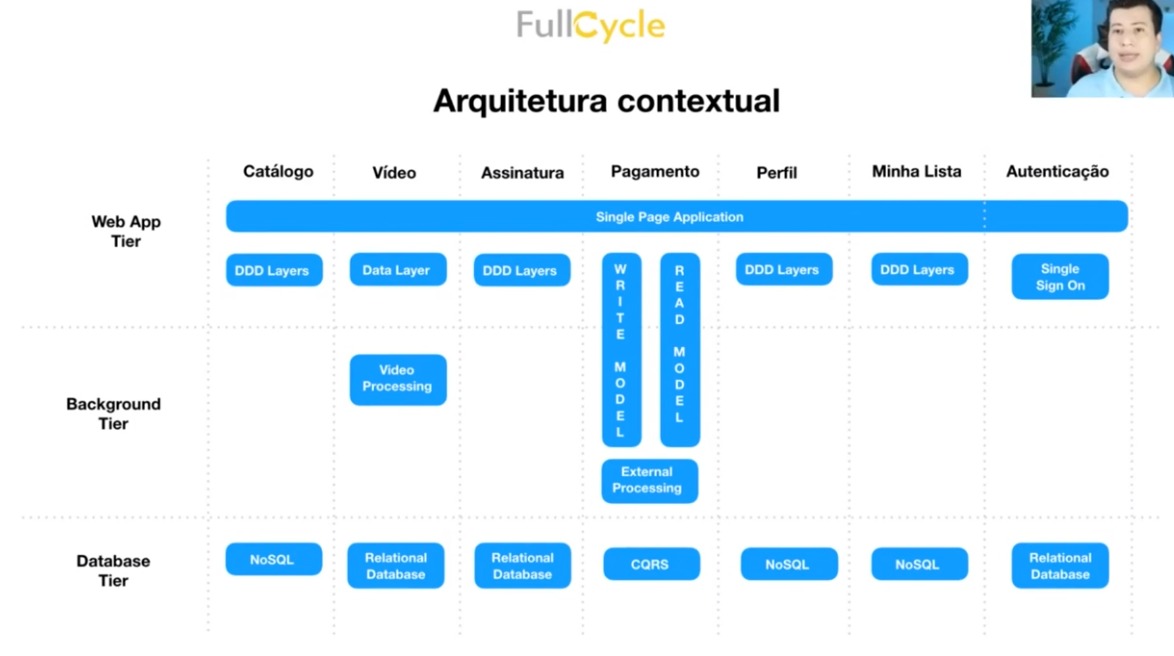 FullCycle
Arquitetura contextual
Catálogo
Vídeo
Assinatura
Pagamento
Perfil
Minha Lista
Autenticação
Web App
Tier
Single Page Application
DDD Layers
Data Layer
DDD Layers
WRITE MODEL
READ MODEL
DDD Layers
DDD Layers
Single
Sign On
Background
Tier
Video
Processing
External
Processing
Database
Tier
NoSQL
Relational
Database
Relational
Database
CQRS
NoSQL
NoSQL
Relational
Database